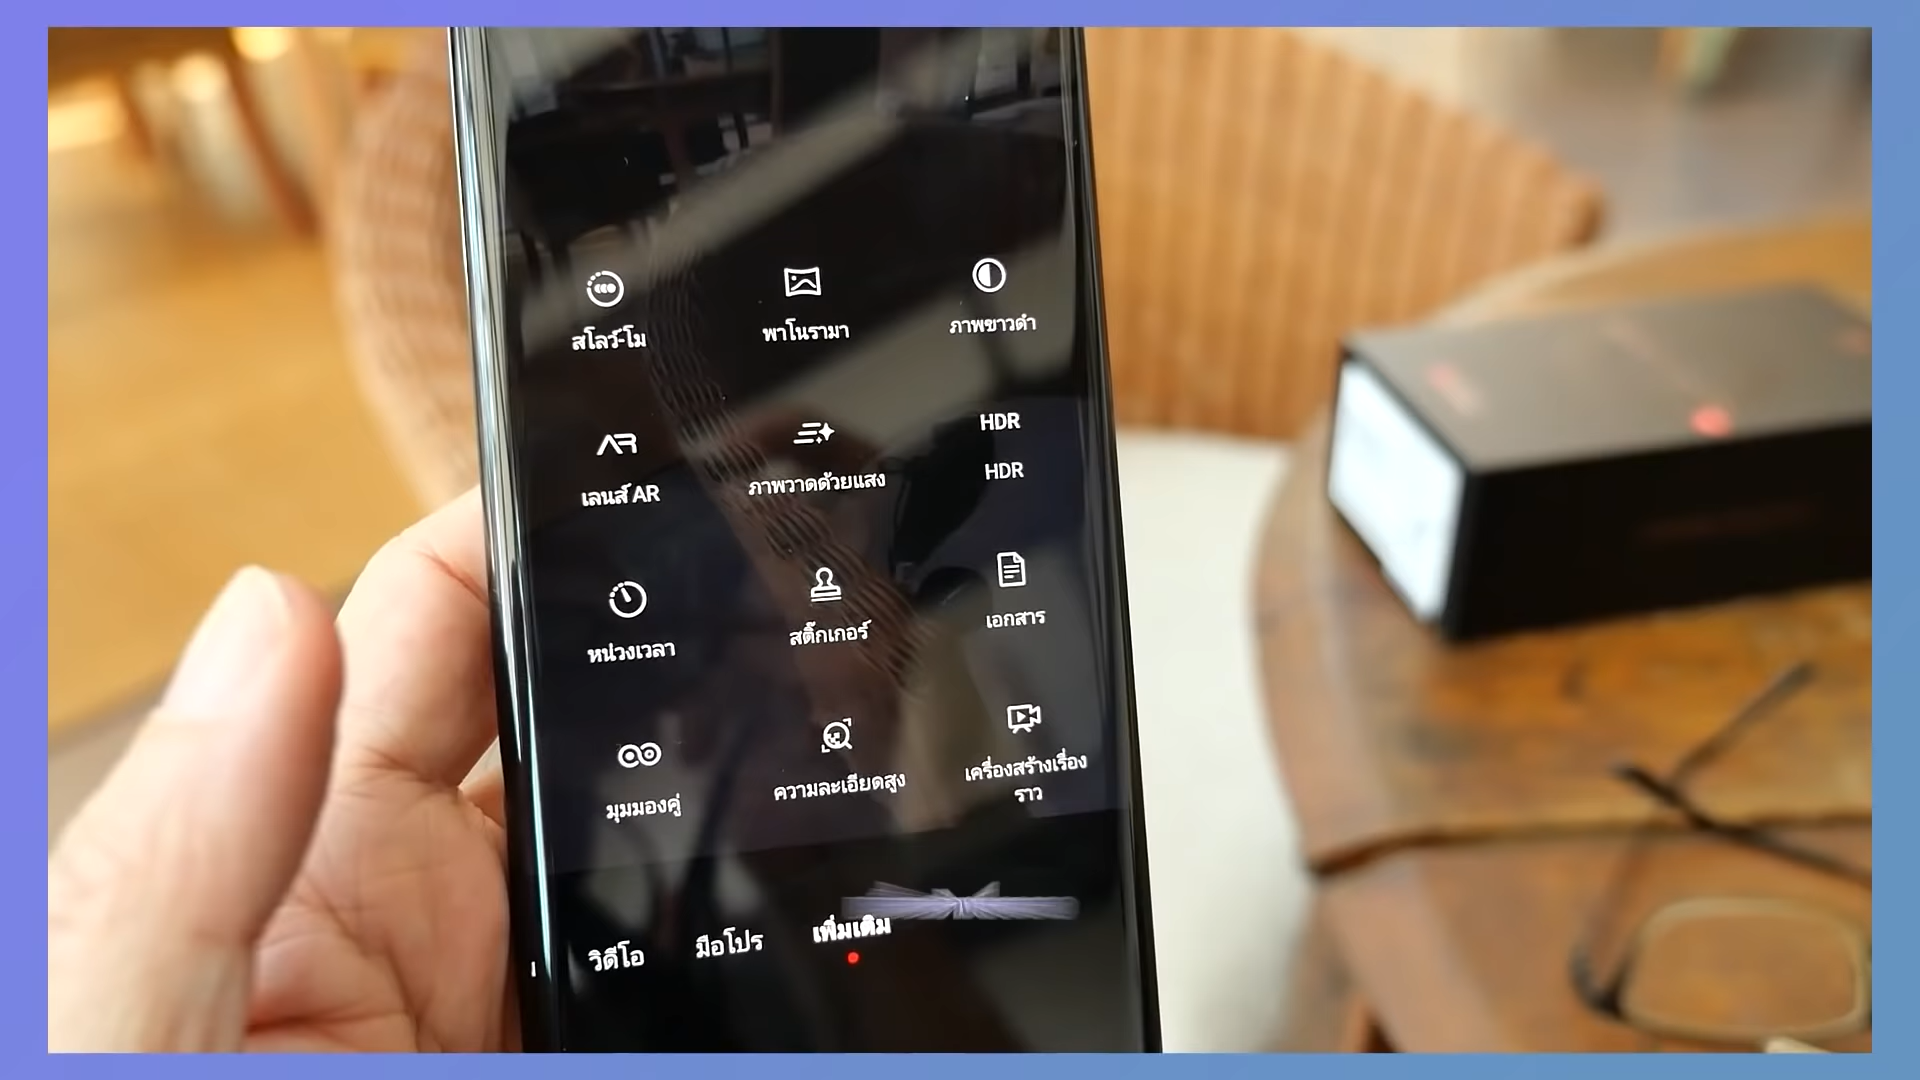 สโลว์-โม
พาโนรามา
ภาพขาวดำ
AR
เลนส์ AR
ภาพวาดด้วยแสง
HDR
HDR
หน่วงเวลา
สติ๊กเกอร์
เอกสาร
มุมมองคู่
ความละเอียดสูง
เครื่องสร้างเรื่อง
ราว
วิดีโอ
มือโปร
เพิ่มเติม